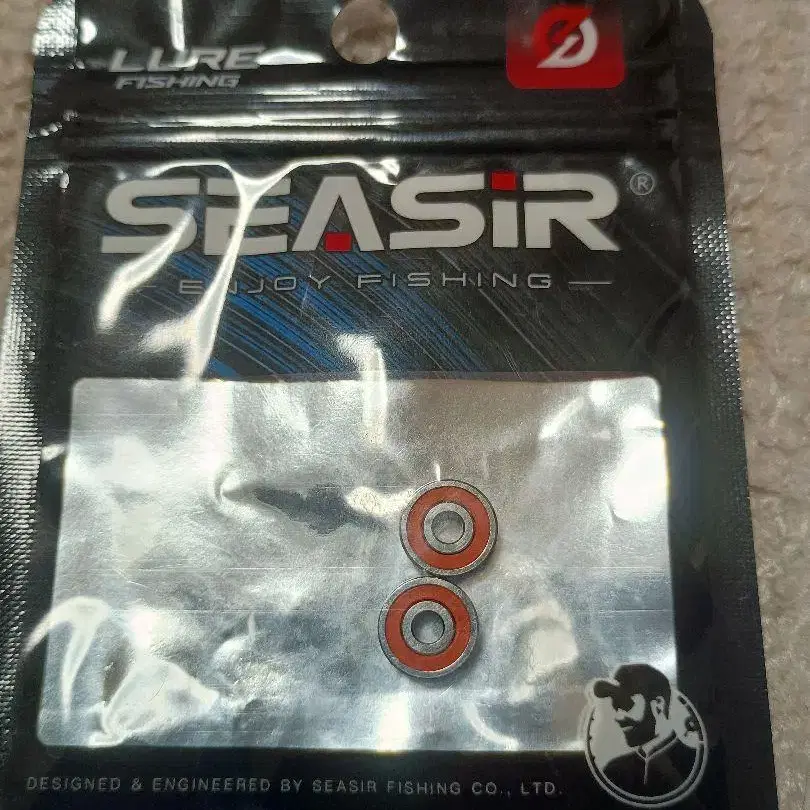 LURE
FISHING
SEASiR®
— ENJOY FISHING —
DESIGNED & ENGINEERED BY SEASIR FISHING CO., LTD.